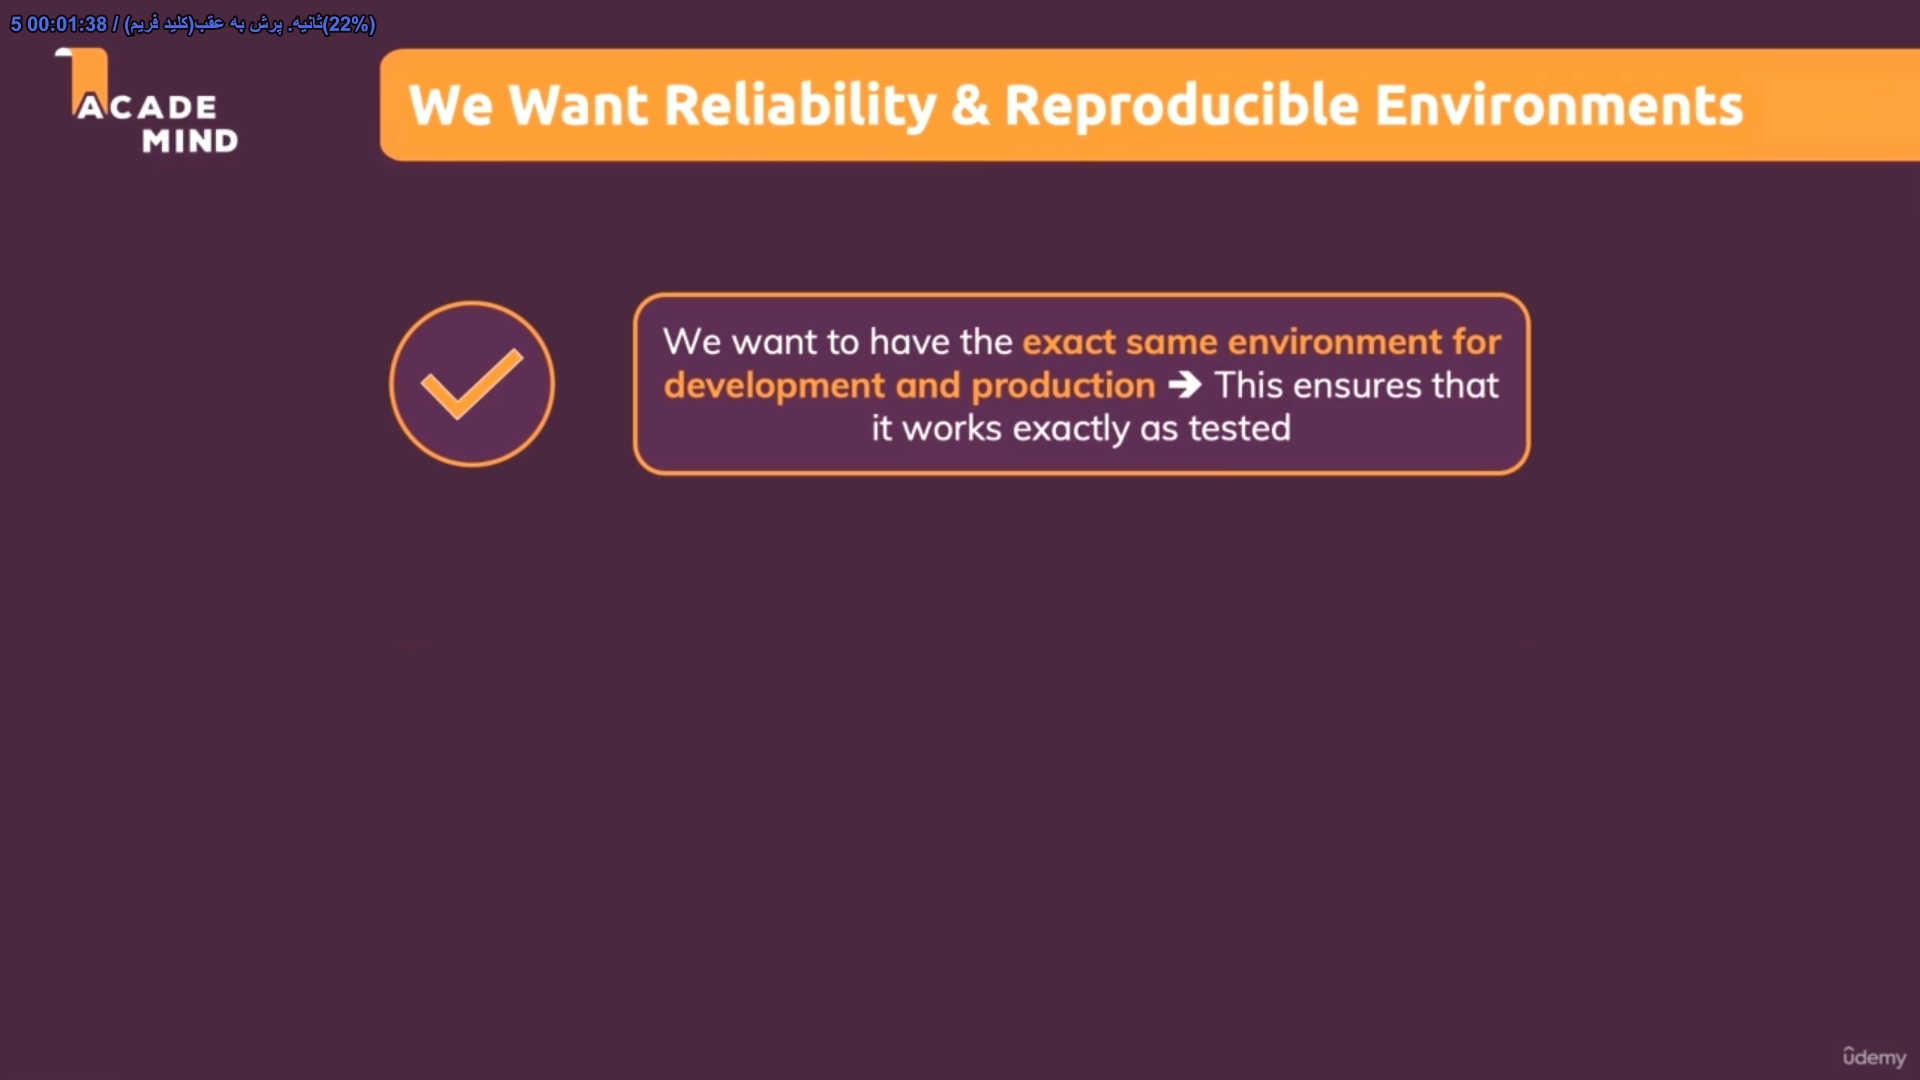 5 00:01:38 / (کلید فریم)ثانیه. پرش به عقب(22%)
ACADE
MIND
We Want Reliability & Reproducible Environments
We want to have the exact same environment for
development and production ➔ This ensures that
it works exactly as tested
ûdemy